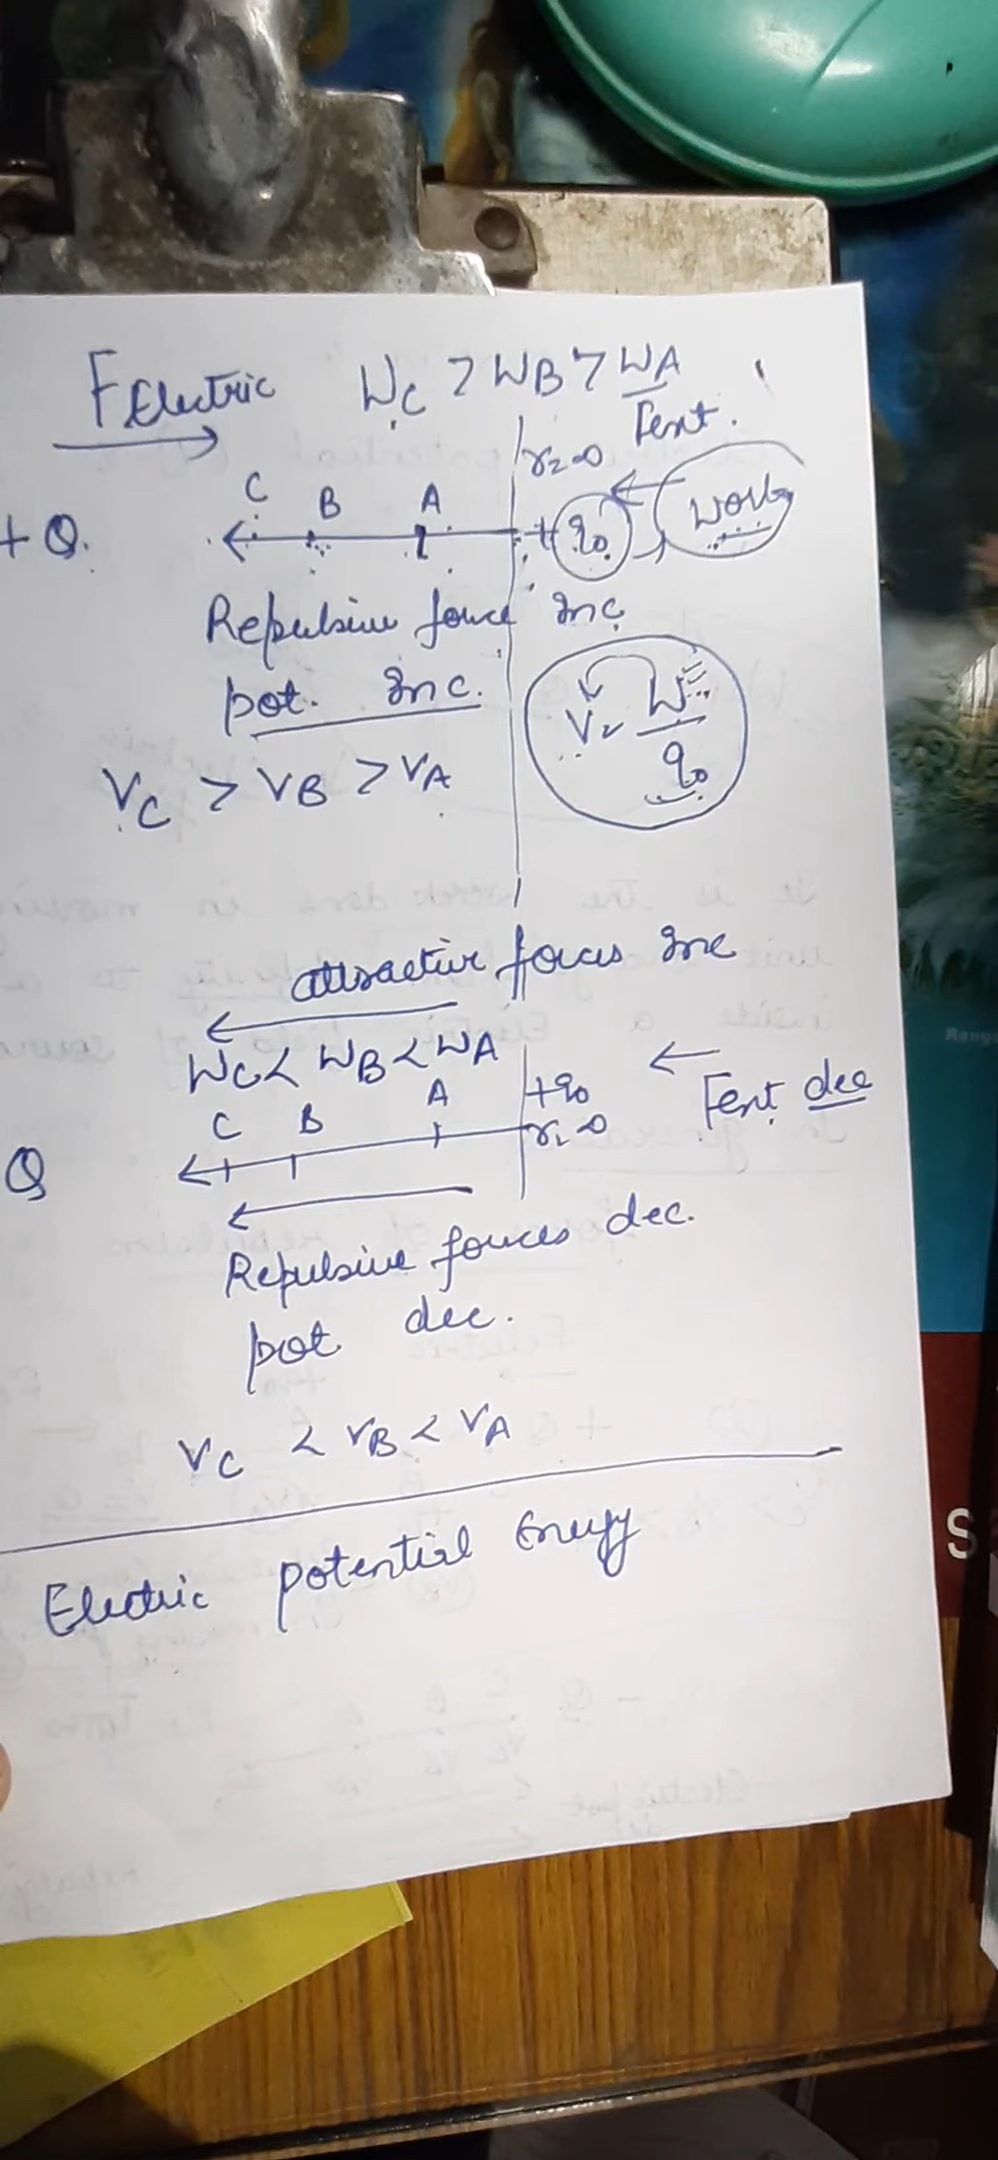 FElectric WC > WB > WA
Fext.
r=∞
C B A
+Q. +q0 work
Repulsive force Inc
pot. Inc.
V= W/q0
VC > VB > VA
attractive forces Inc
WC < WB < WA
C B A +q0 Fext dec
r=∞
Q
Repulsive forces dec.
pot dec.
VC < VB < VA
Electric potential Energy
S